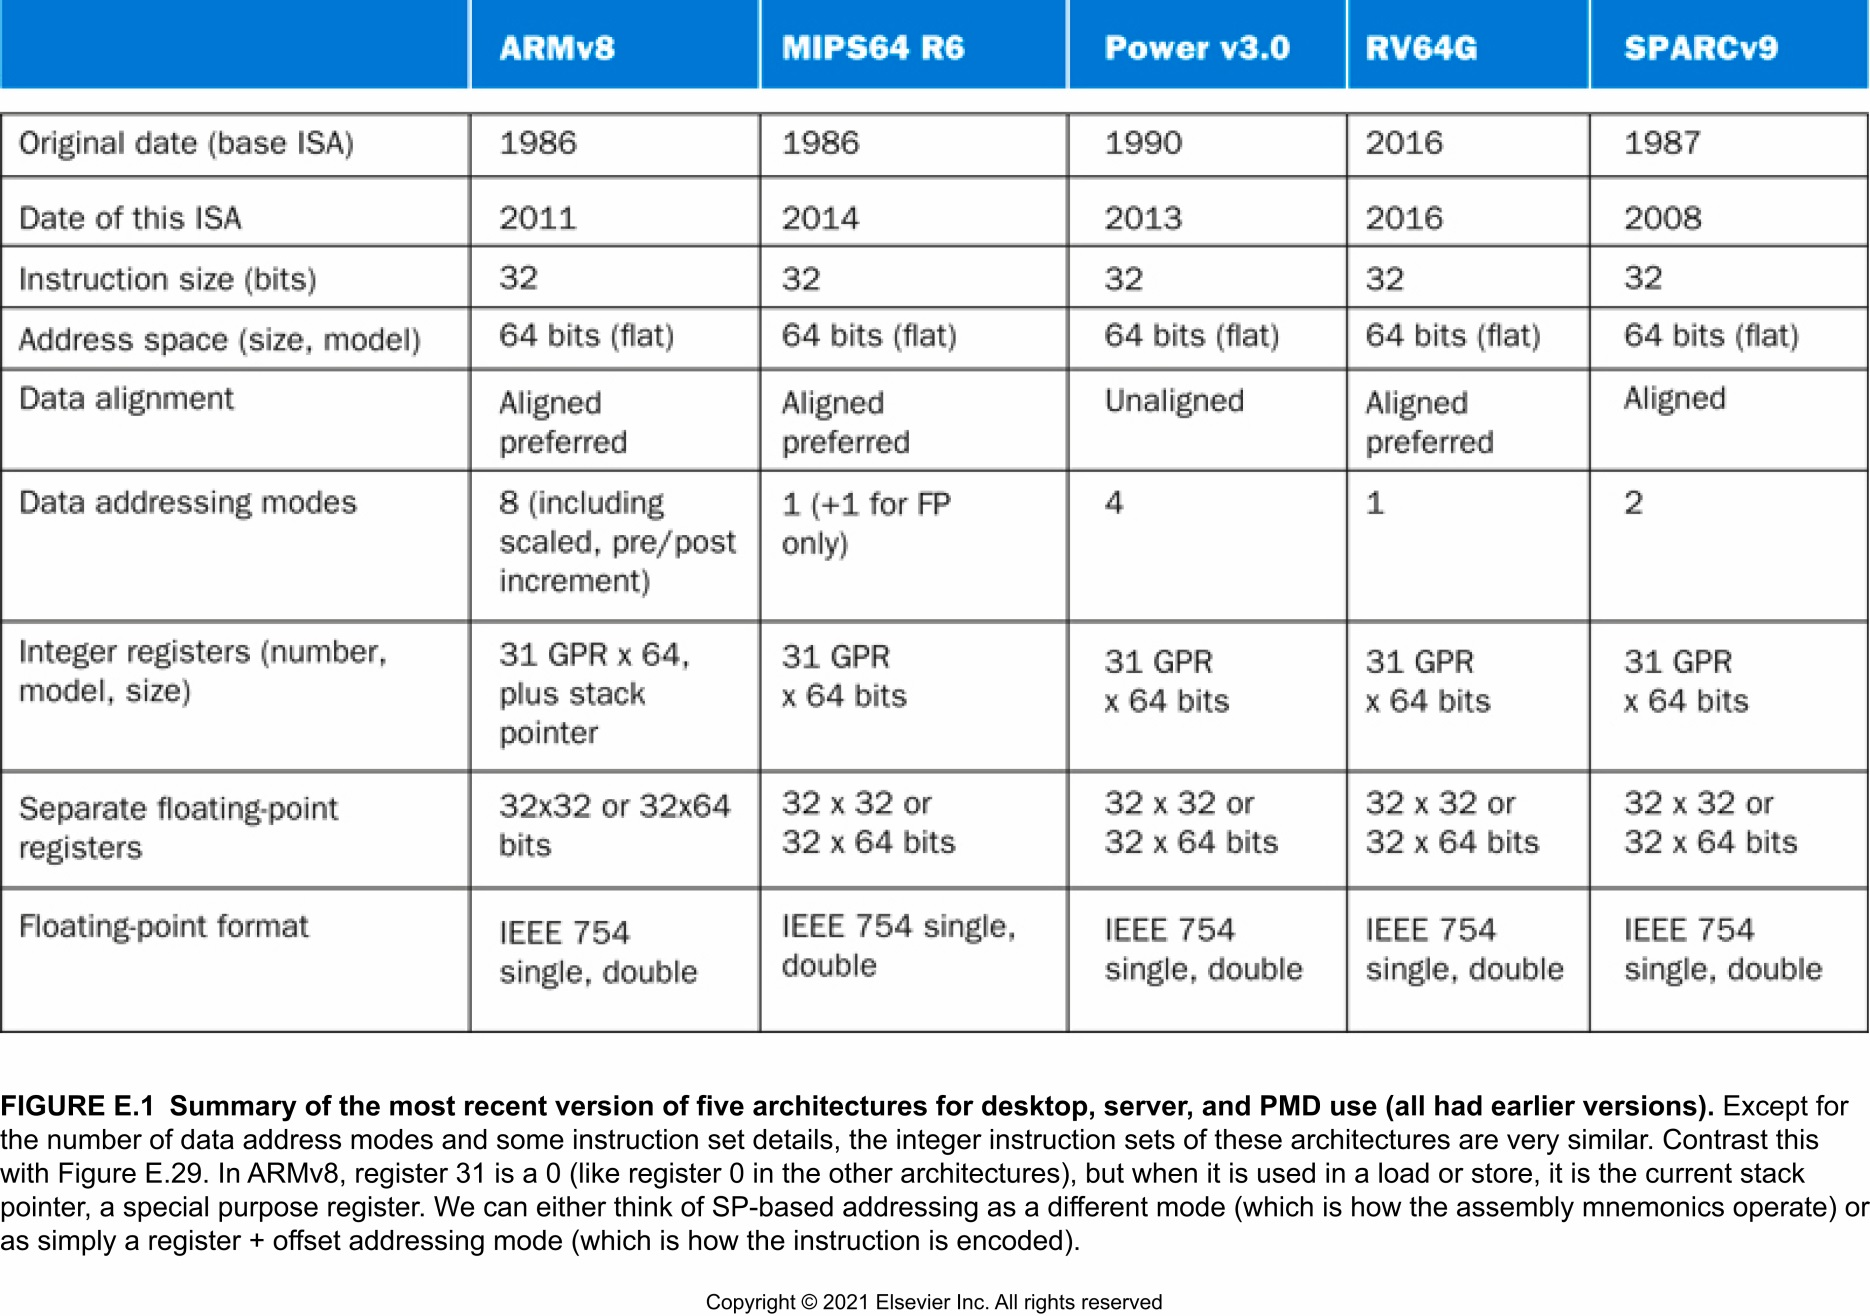 ARMv8 MIPS64 R6 Power v3.0 RV64G SPARCv9
Original date (base ISA) 1986 1986 1990 2016 1987
Date of this ISA 2011 2014 2013 2016 2008
Instruction size (bits) 32 32 32 32 32
Address space (size, model) 64 bits (flat) 64 bits (flat) 64 bits (flat) 64 bits (flat) 64 bits (flat)
Data alignment Aligned Aligned Unaligned Aligned Aligned
preferred preferred preferred
Data addressing modes 8 (including 1 (+1 for FP 4 1 2
scaled, pre/post only)
increment)
Integer registers (number, 31 GPR x 64, 31 GPR 31 GPR 31 GPR 31 GPR
model, size) plus stack x 64 bits x 64 bits x 64 bits x 64 bits
pointer
Separate floating-point 32x32 or 32x64 32 x 32 or 32 x 32 or 32 x 32 or 32 x 32 or
registers bits 32 x 64 bits 32 x 64 bits 32 x 64 bits 32 x 64 bits
Floating-point format IEEE 754 IEEE 754 single, IEEE 754 IEEE 754 IEEE 754
single, double double single, double single, double single, double
FIGURE E.1 Summary of the most recent version of five architectures for desktop, server, and PMD use (all had earlier versions). Except for
the number of data address modes and some instruction set details, the integer instruction sets of these architectures are very similar. Contrast this
with Figure E.29. In ARMv8, register 31 is a 0 (like register 0 in the other architectures), but when it is used in a load or store, it is the current stack
pointer, a special purpose register. We can either think of SP-based addressing as a different mode (which is how the assembly mnemonics operate) or
as simply a register + offset addressing mode (which is how the instruction is encoded).
Copyright © 2021 Elsevier Inc. All rights reserved